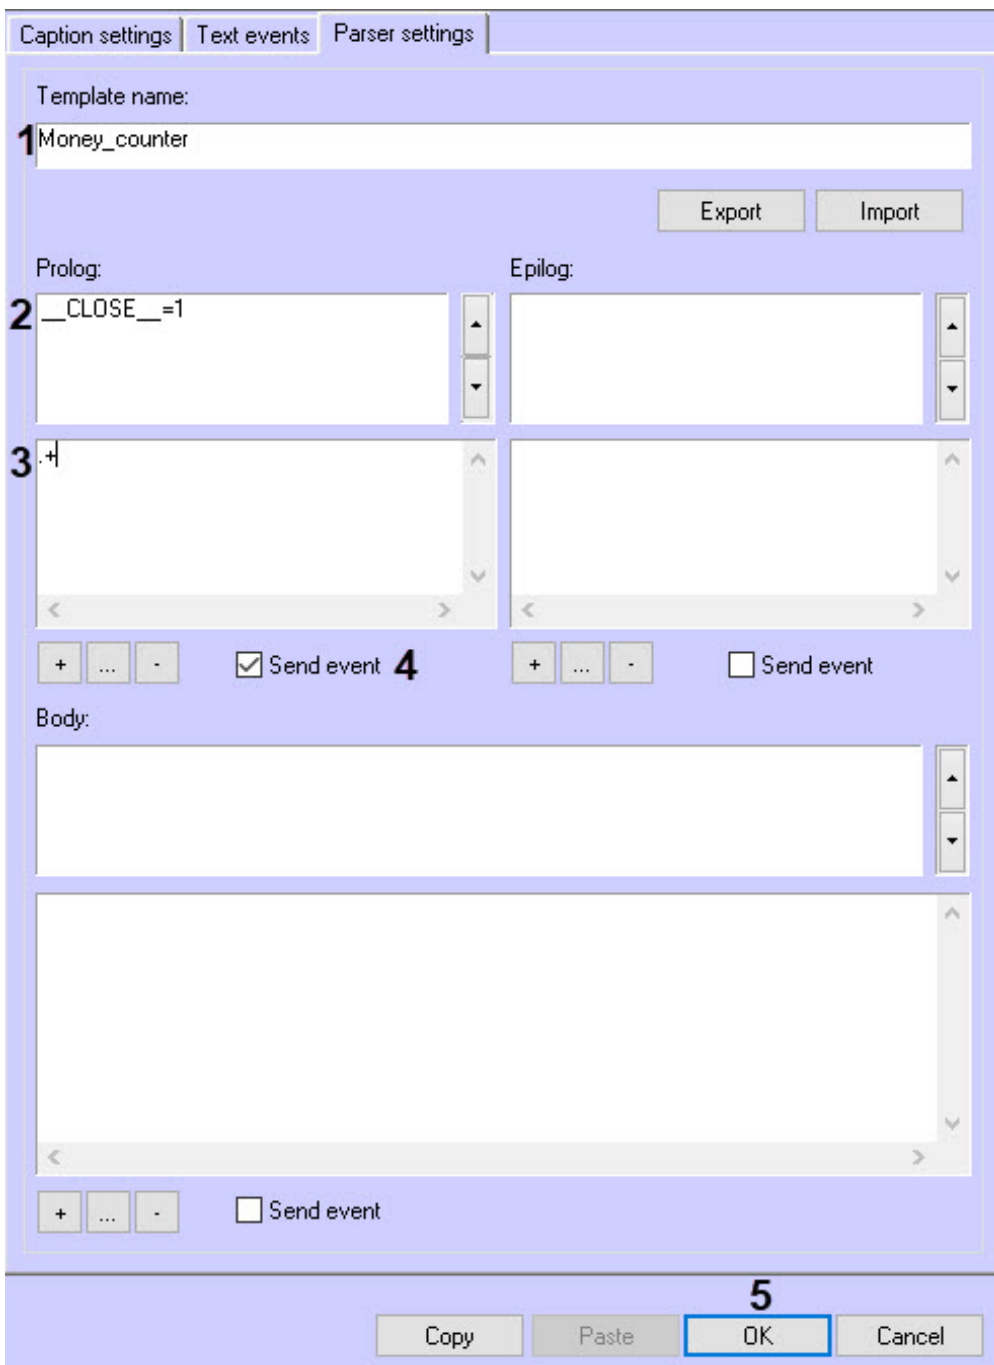 Caption settings Text events Parser settings
Template name:
1 Money_counter
Export Import
Prolog: Epilog:
2 __CLOSE__=1
3 .+
+ ... - Send event 4 + ... - Send event
Body:
+ ... - Send event
5
Copy Paste OK Cancel